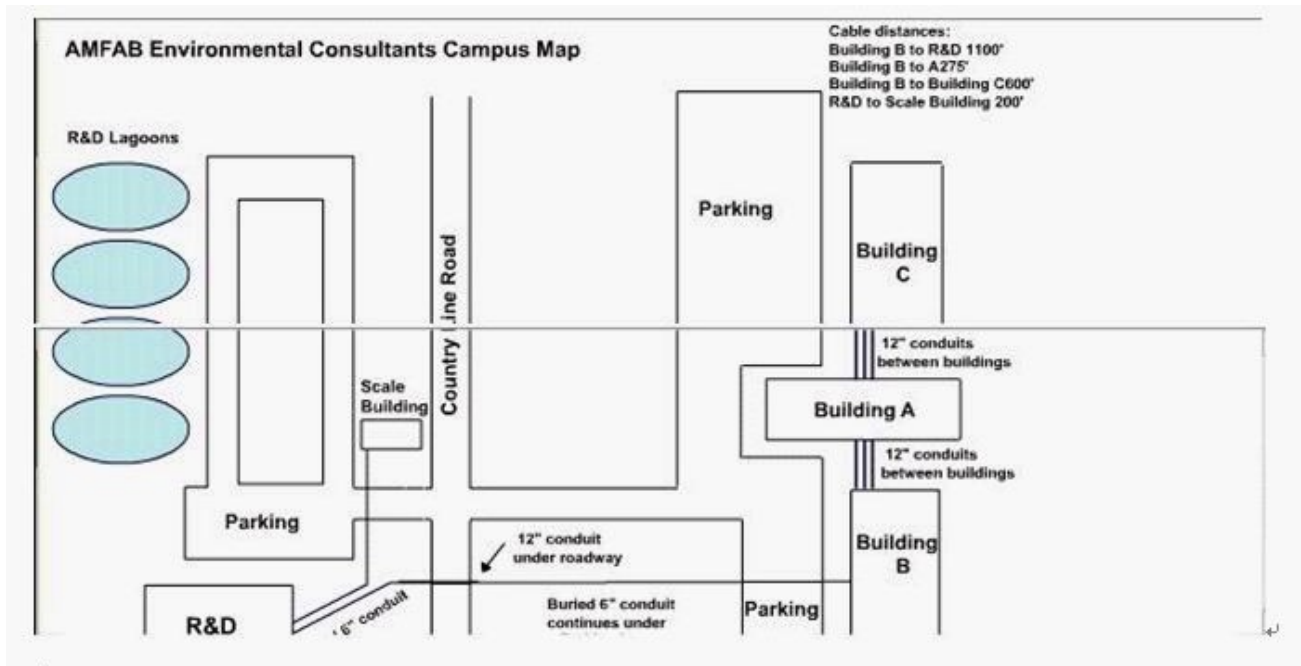 AMFAB Environmental Consultants Campus Map
Cable distances:
Building B to R&D 1100'
Building B to A275'
Building B to Building C600'
R&D to Scale Building 200'
R&D Lagoons
Parking
Building
C
Country Line Road
12" conduits
between buildings
Scale
Building
Building A
12" conduits
between buildings
Parking
12" conduit
under roadway
Building
B
R&D
6" conduit
Buried 6" conduit
continues under
Parking